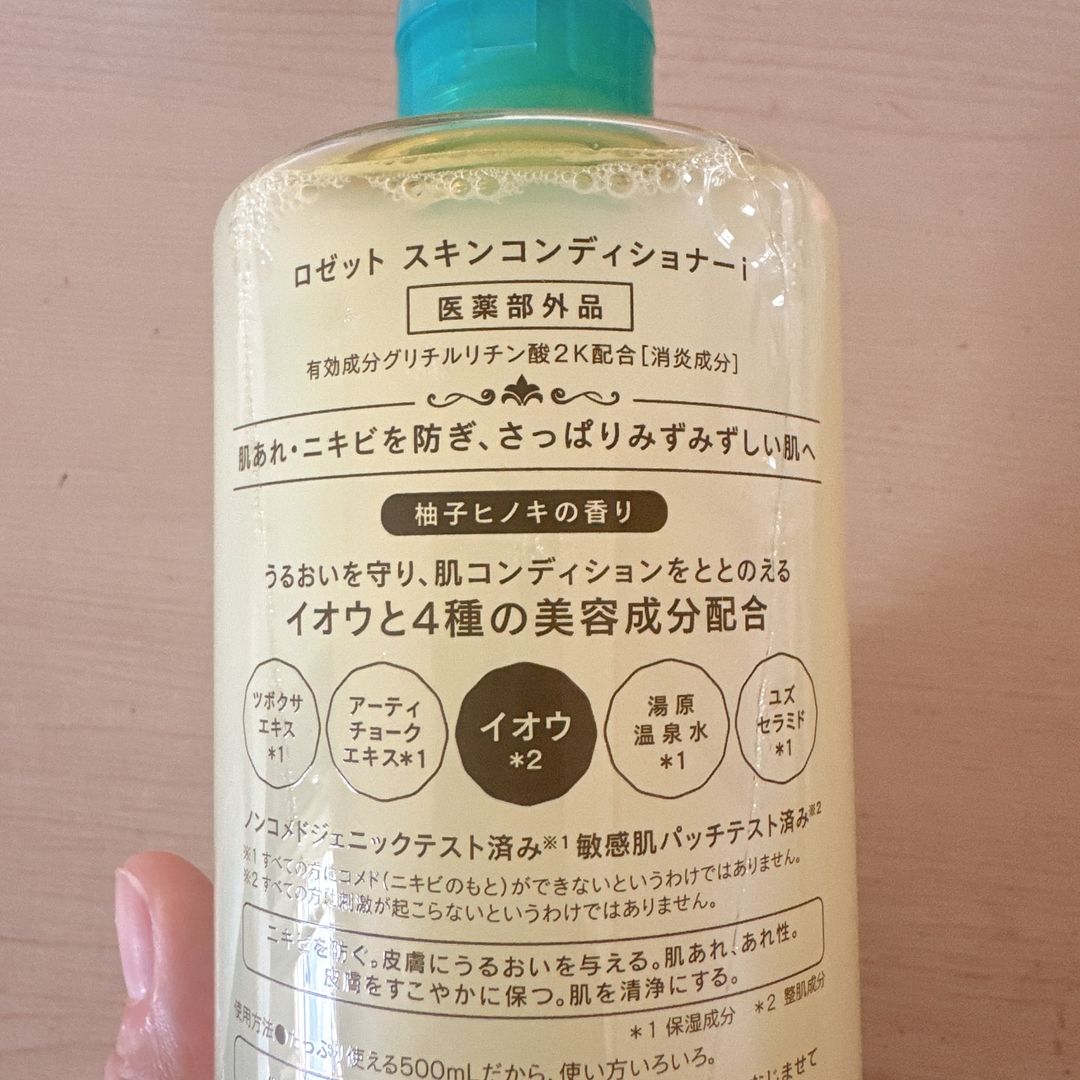 ロゼット スキンコンディショナーi
医薬部外品
有効成分グリチルリチン酸2K配合[消炎成分]
肌あれ・ニキビを防ぎ、さっぱりみずみずしい肌へ
柚子ヒノキの香り
うるおいを守り、肌コンディションをととのえる
イオウと4種の美容成分配合
ツボクサ
エキス
*1
アーティ
チョーク
エキス*1
イオウ
*2
湯原
温泉水
*1
ユズ
セラミド
*1
ノンコメドジェニックテスト済み※1 敏感肌パッチテスト済み※2
※1 すべての方にコメド(ニキビのもと)ができないというわけではありません。
※2 すべての方に刺激が起こらないというわけではありません。
ニキビを防ぐ。皮膚にうるおいを与える。肌あれ、あれ性。
皮膚をすこやかに保つ。肌を清浄にする。
*1 保湿成分 *2 整肌成分
使用方法●たっぷり使える500mLだから、使い方いろいろ。
なじませて